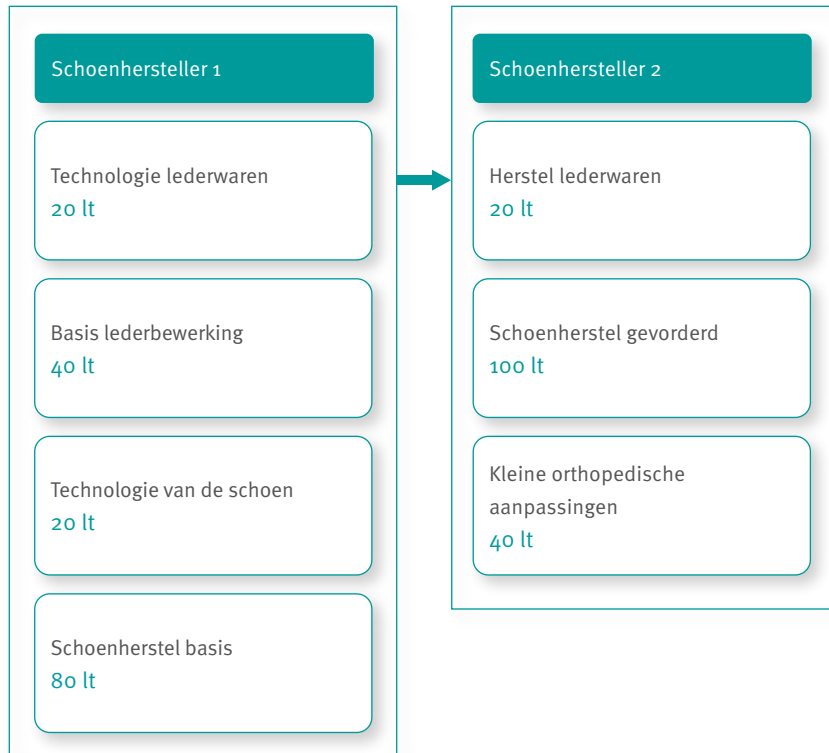 Schoenhersteller 1
Technologie lederwaren
20 lt
Basis lederbewerking
40 lt
Technologie van de schoen
20 lt
Schoenherstel basis
80 lt
Schoenhersteller 2
Herstel lederwaren
20 lt
Schoenherstel gevorderd
100 lt
Kleine orthopedische
aanpassingen
40 lt